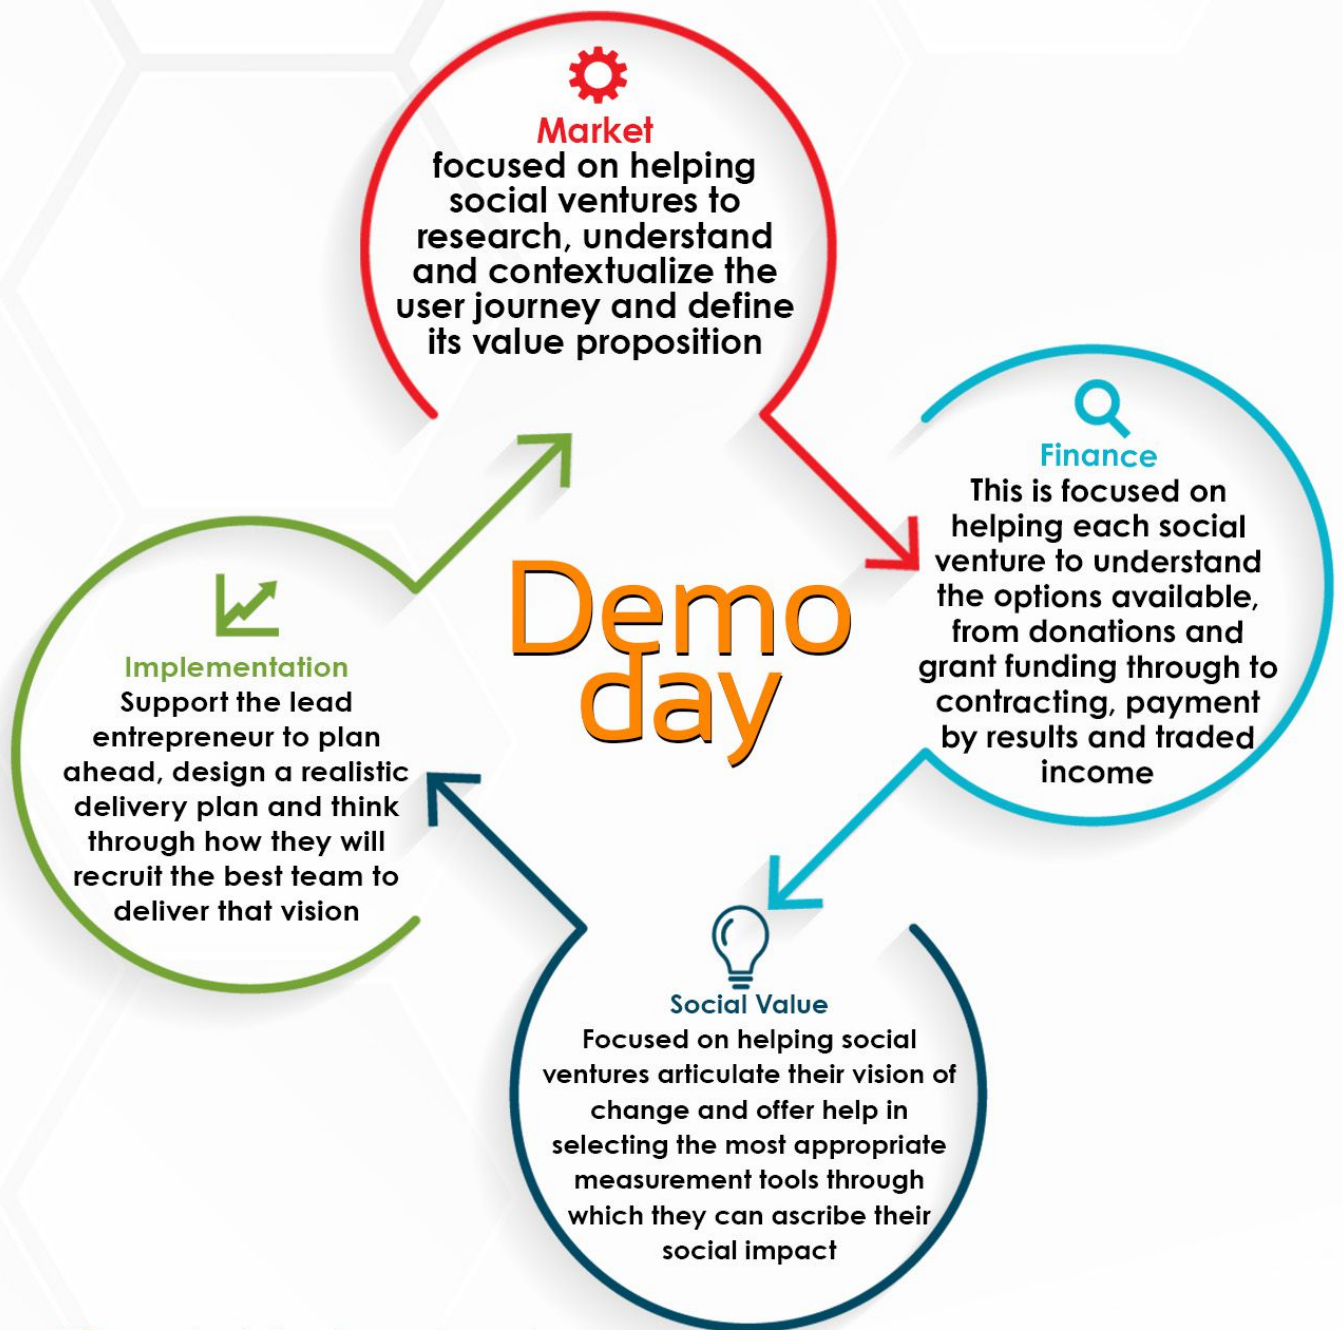 Market
focused on helping
social ventures to
research, understand
and contextualize the
user journey and define
its value proposition
Finance
This is focused on
helping each social
venture to understand
the options available,
from donations and
grant funding through to
contracting, payment
by results and traded
income
Demo
day
Implementation
Support the lead
entrepreneur to plan
ahead, design a realistic
delivery plan and think
through how they will
recruit the best team to
deliver that vision
Social Value
Focused on helping social
ventures articulate their vision of
change and offer help in
selecting the most appropriate
measurement tools through
which they can ascribe their
social impact